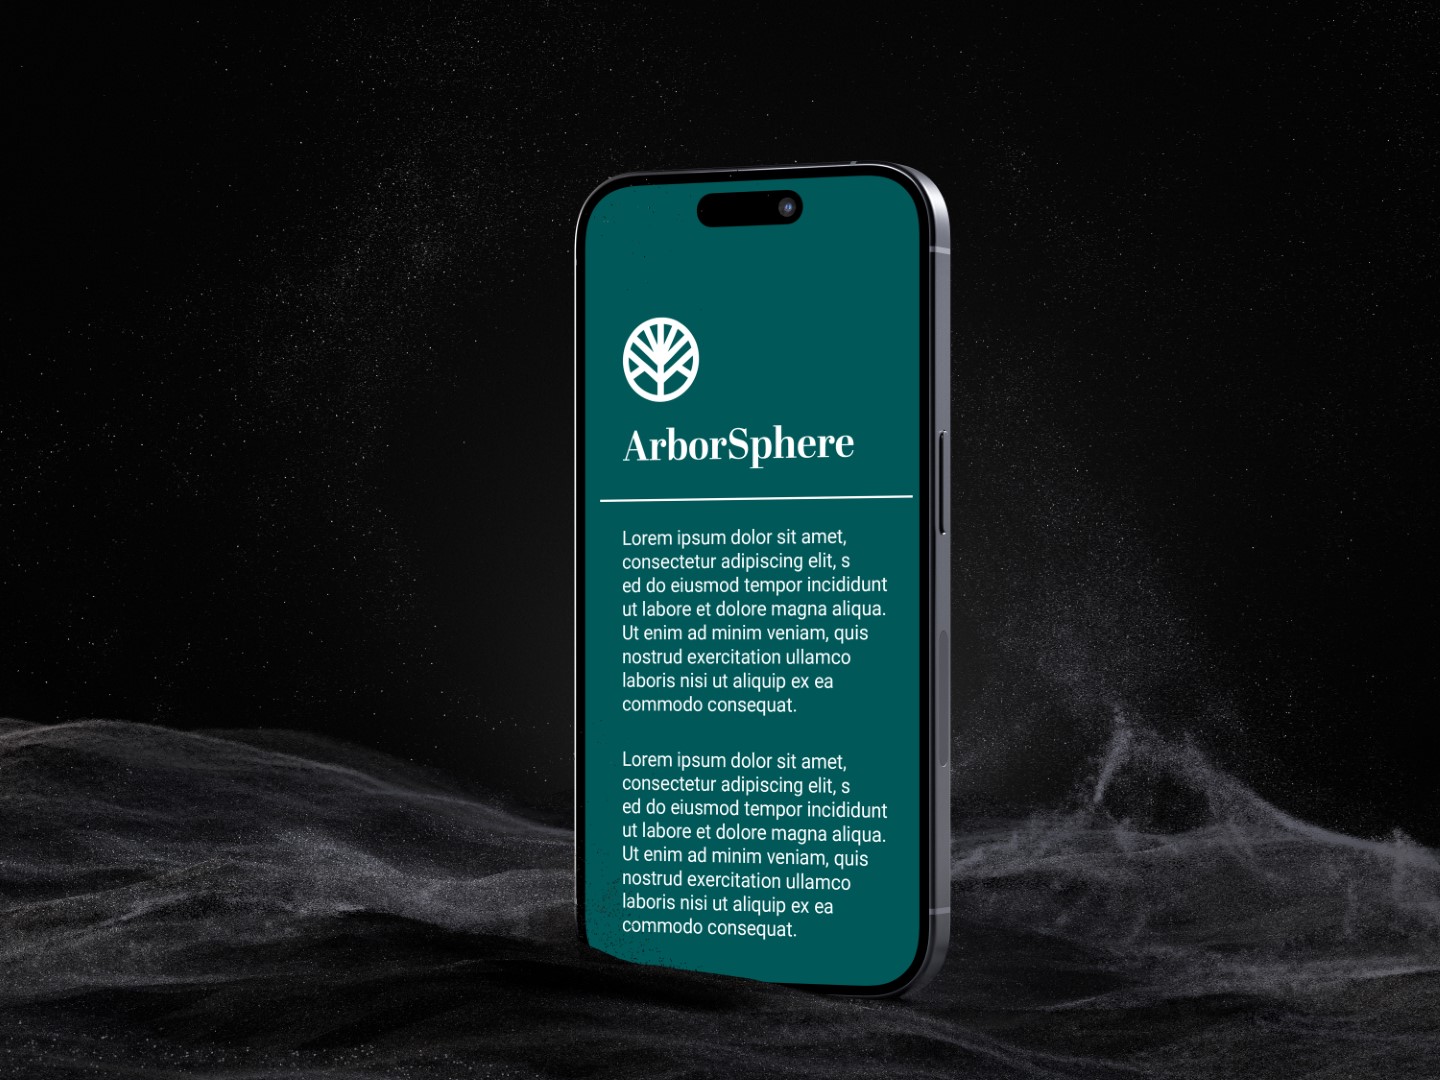 ArborSphere
Lorem ipsum dolor sit amet,
consectetur adipiscing elit, s
ed do eiusmod tempor incididunt
ut labore et dolore magna aliqua.
Ut enim ad minim veniam, quis
nostrud exercitation ullamco
laboris nisi ut aliquip ex ea
commodo consequat.
Lorem ipsum dolor sit amet,
consectetur adipiscing elit, s
ed do eiusmod tempor incididunt
ut labore et dolore magna aliqua.
Ut enim ad minim veniam, quis
nostrud exercitation ullamco
laboris nisi ut aliquip ex ea
commodo consequat.